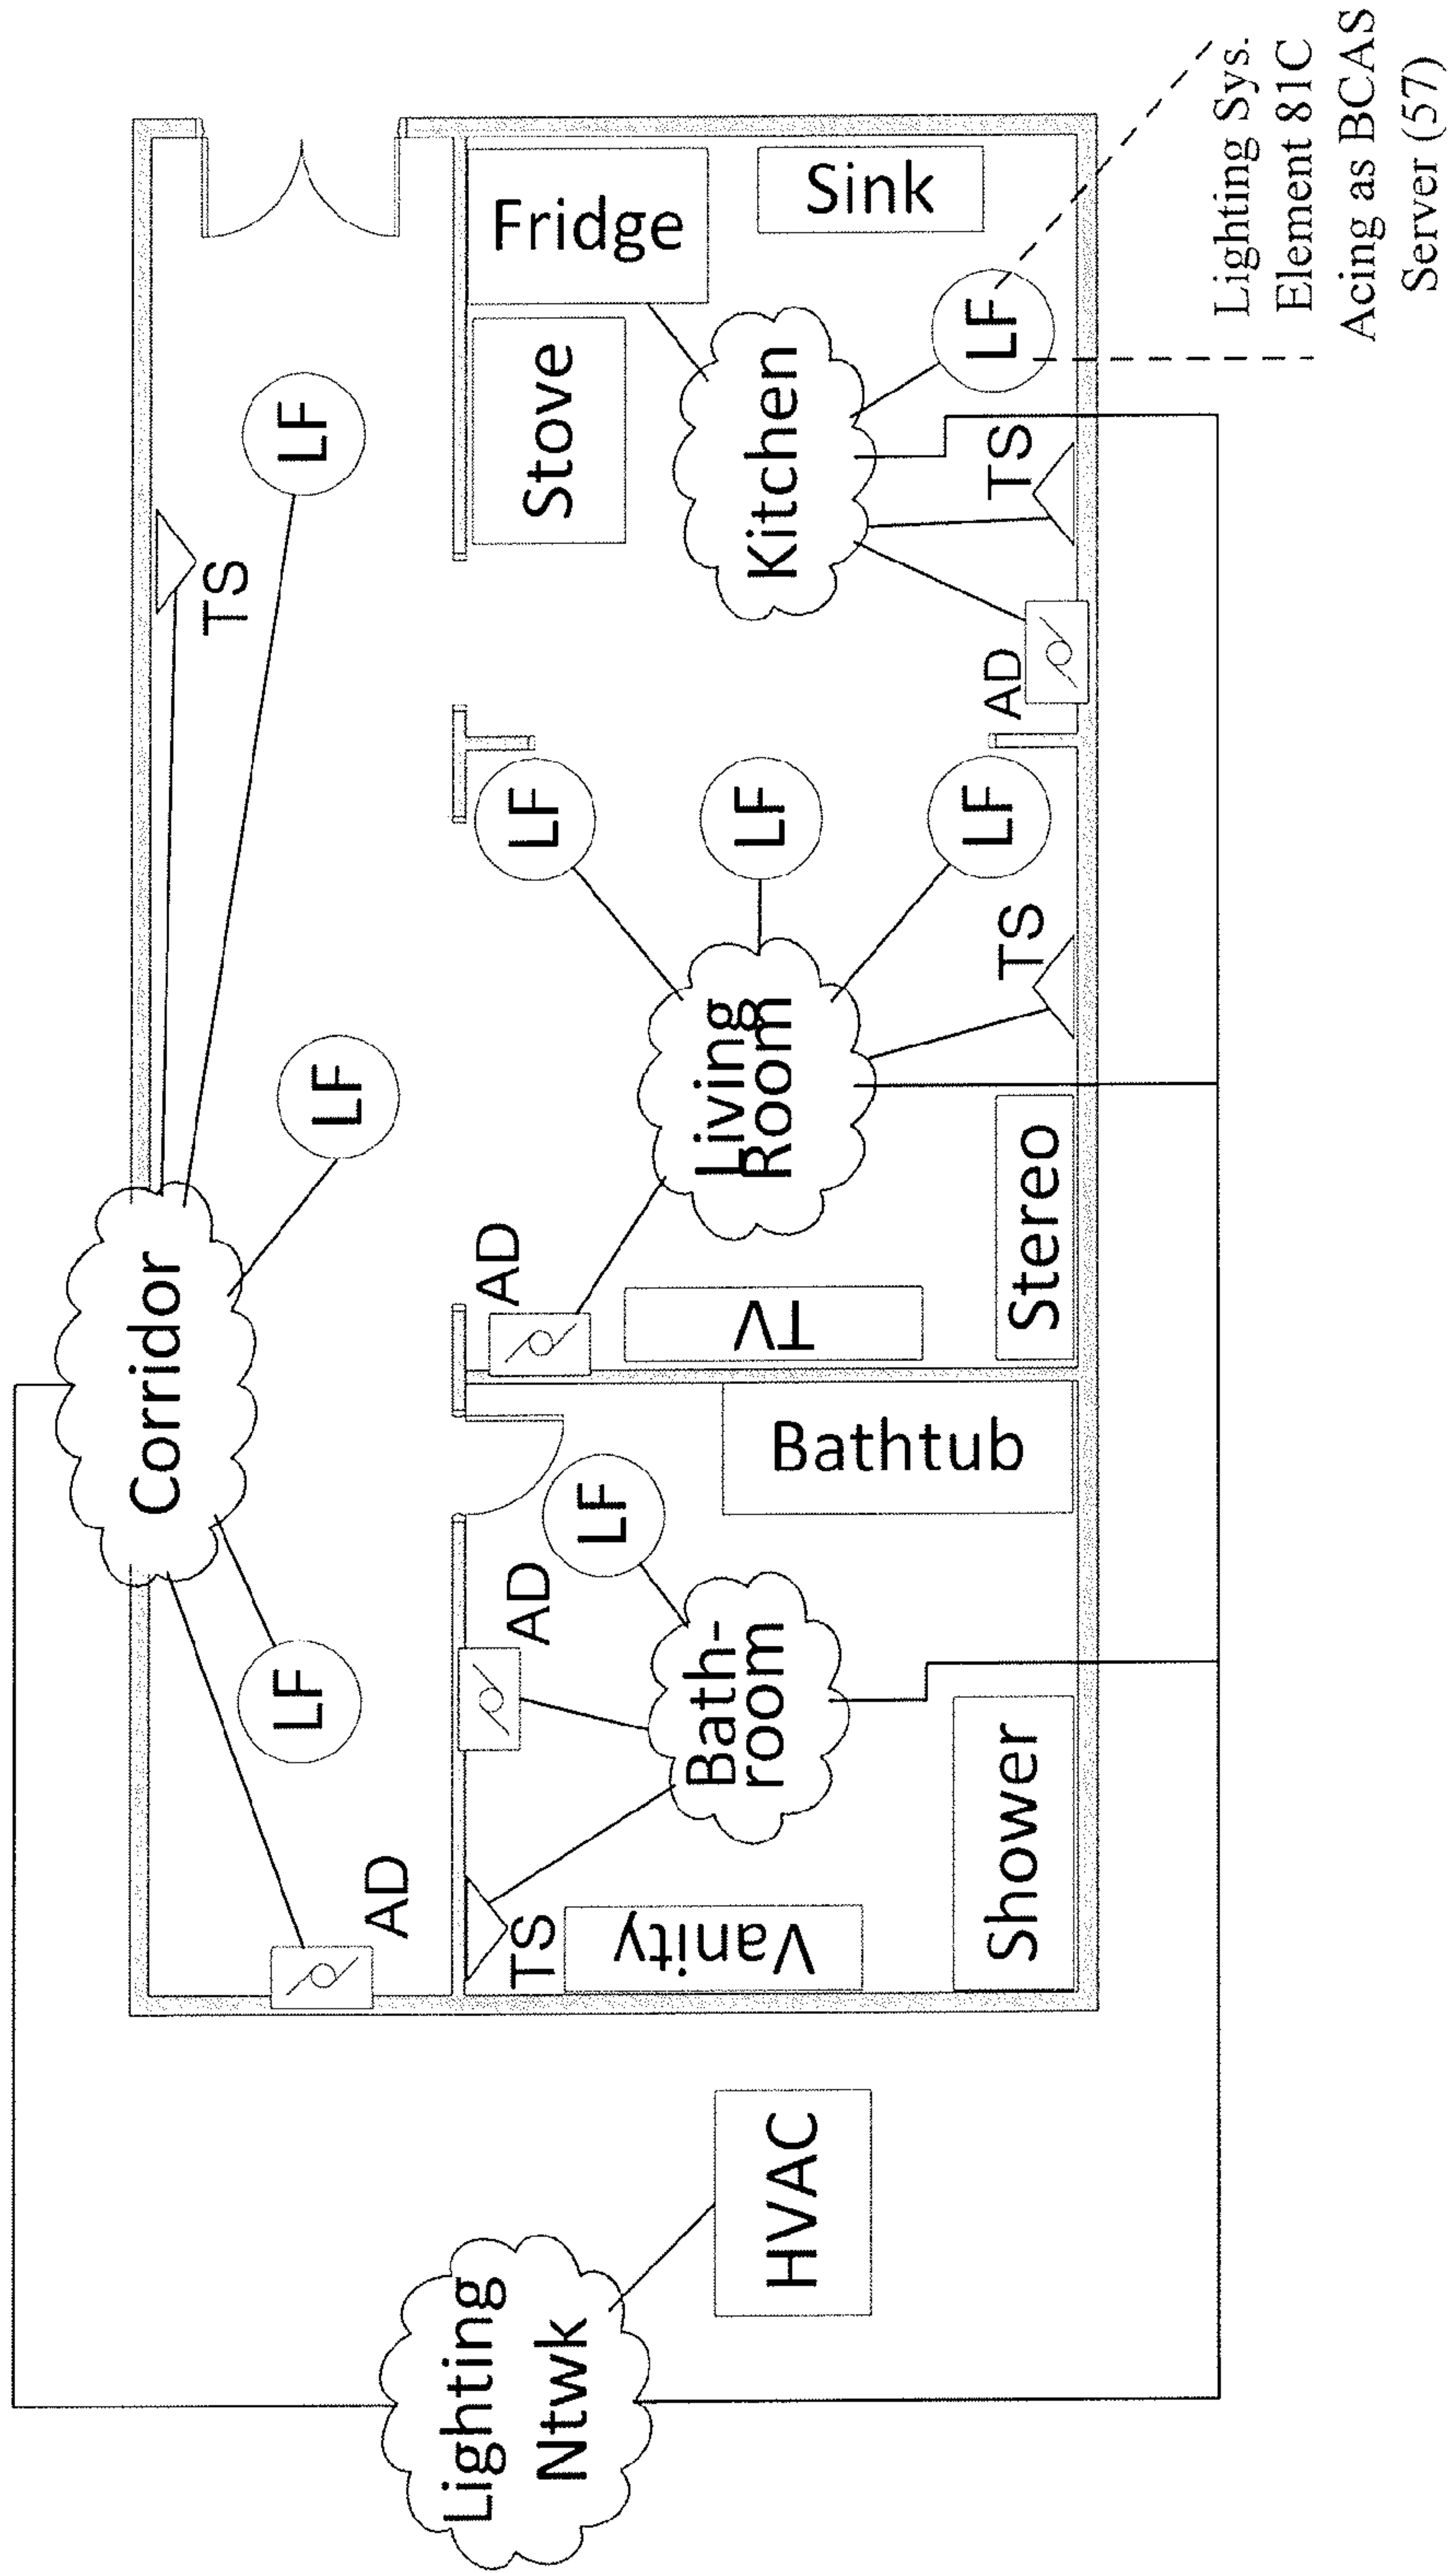 Corridor
TS
LF
LF
LF
AD
Lighting
Ntwk
HVAC
AD
TS
LF
Vanity
Bath-
room
Shower
Bathtub
AD
TV
Living
Room
Stereo
LF
LF
LF
TS
Stove
Fridge
Kitchen
Sink
AD
TS
LF
Lighting Sys.
Element 81C
Acing as BCAS
Server (57)